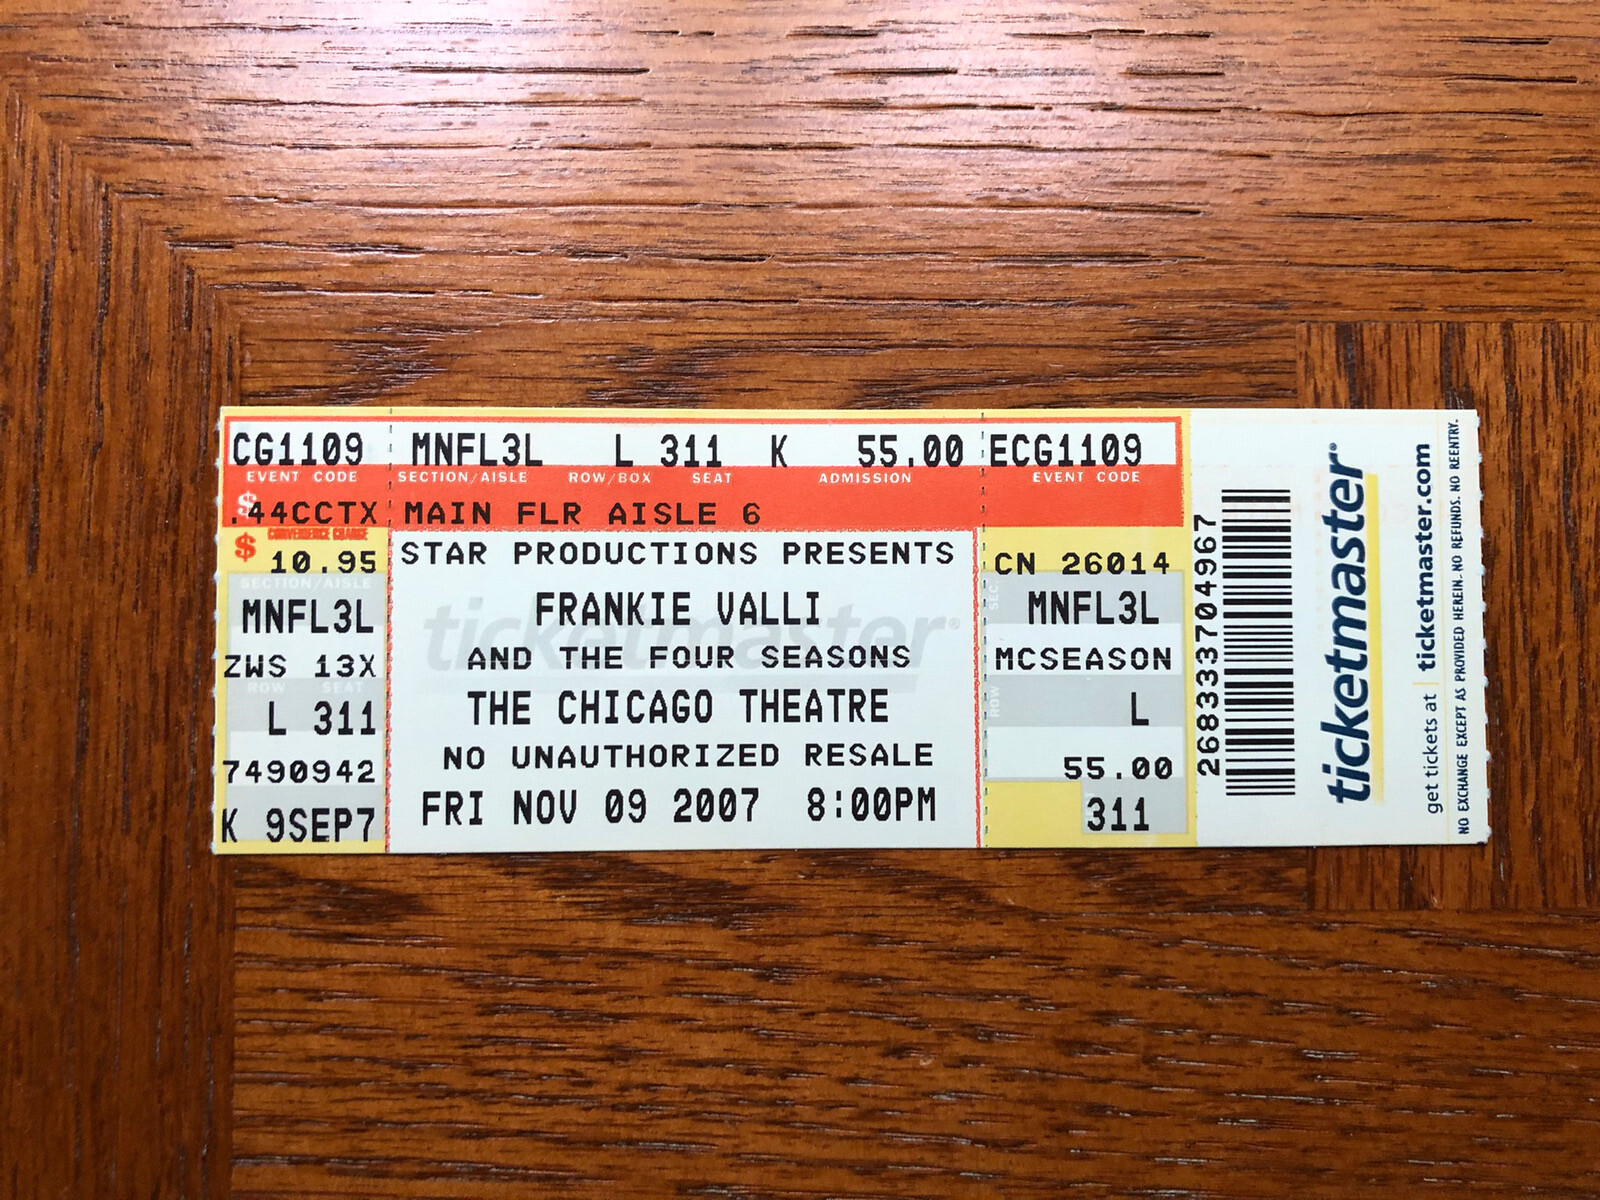 CG1109 MNFL3L L 311 K 55.00 ECG1109
EVENT CODE SECTION/AISLE ROW/BOX SEAT ADMISSION EVENT CODE
$
.44CCTX MAIN FLR AISLE 6
CONVENIENCE CHARGE
$ 10.95
SECTION/AISLE
MNFL3L
ZWS 13X
ROW SEAT
L 311
7490942
K 9SEP7
STAR PRODUCTIONS PRESENTS
ticketmaster®
FRANKIE VALLI
AND THE FOUR SEASONS
THE CHICAGO THEATRE
NO UNAUTHORIZED RESALE
FRI NOV 09 2007 8:00PM
CN 26014
SEC.
MNFL3L
MCSEASON
ROW
L
55.00
311
268333704967
ticketmaster®
get tickets at | ticketmaster.com
NO EXCHANGE EXCEPT AS PROVIDED HEREIN. NO REFUNDS. NO REENTRY.